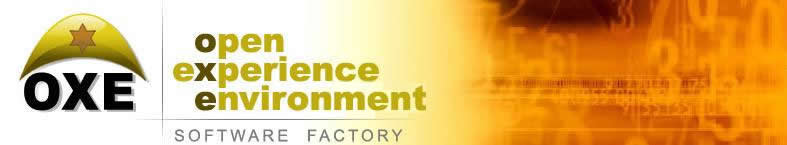 OXE
open
experience
environment
SOFTWARE FACTORY